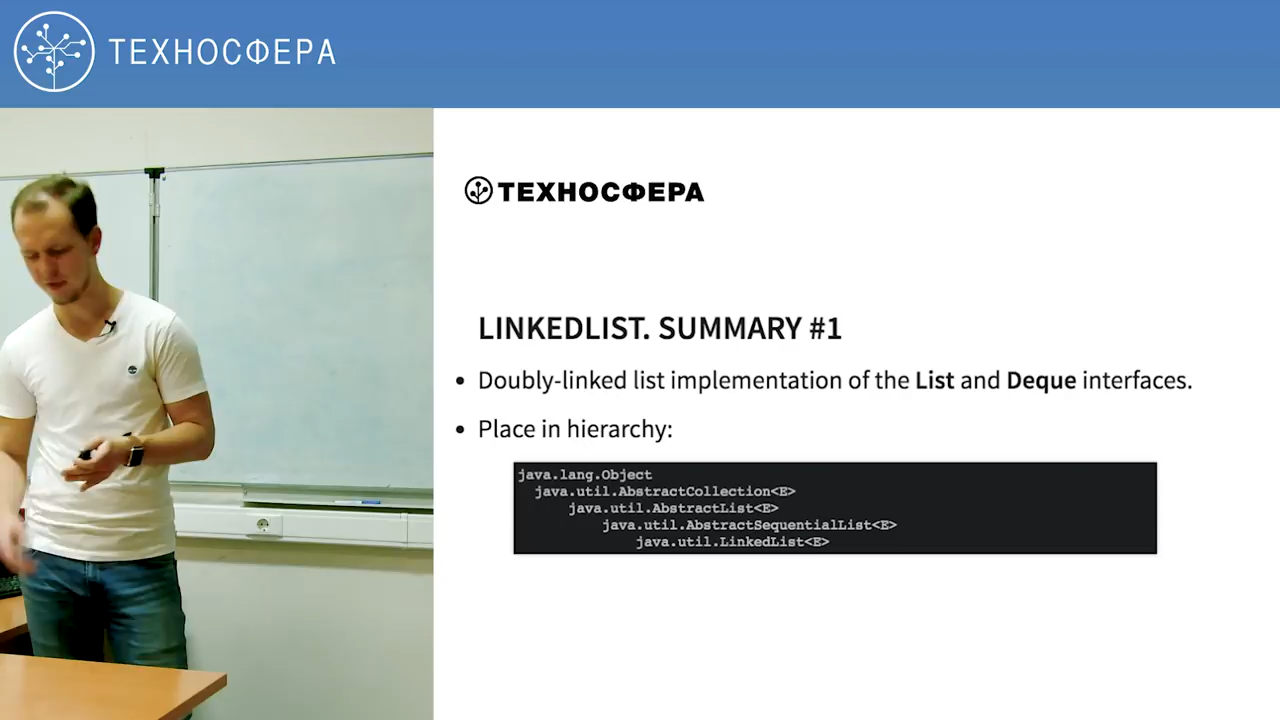 ТЕХНОСФЕРА
ТЕХНОСФЕРА
LINKEDLIST. SUMMARY #1
• Doubly-linked list implementation of the List and Deque interfaces.
• Place in hierarchy:
java.lang.Object
java.util.AbstractCollection<E>
java.util.AbstractList<E>
java.util.AbstractSequentialList<E>
java.util.LinkedList<E>